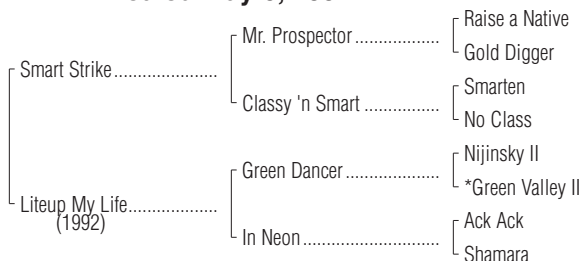 Raise a Native
Mr. Prospector..................
Gold Digger
Smart Strike......................
Smarten
Classy 'n Smart ................
No Class
Nijinsky II
Green Dancer....................
*Green Valley II
Liteup My Life...................
(1992)
Ack Ack
In Neon.............................
Shamara